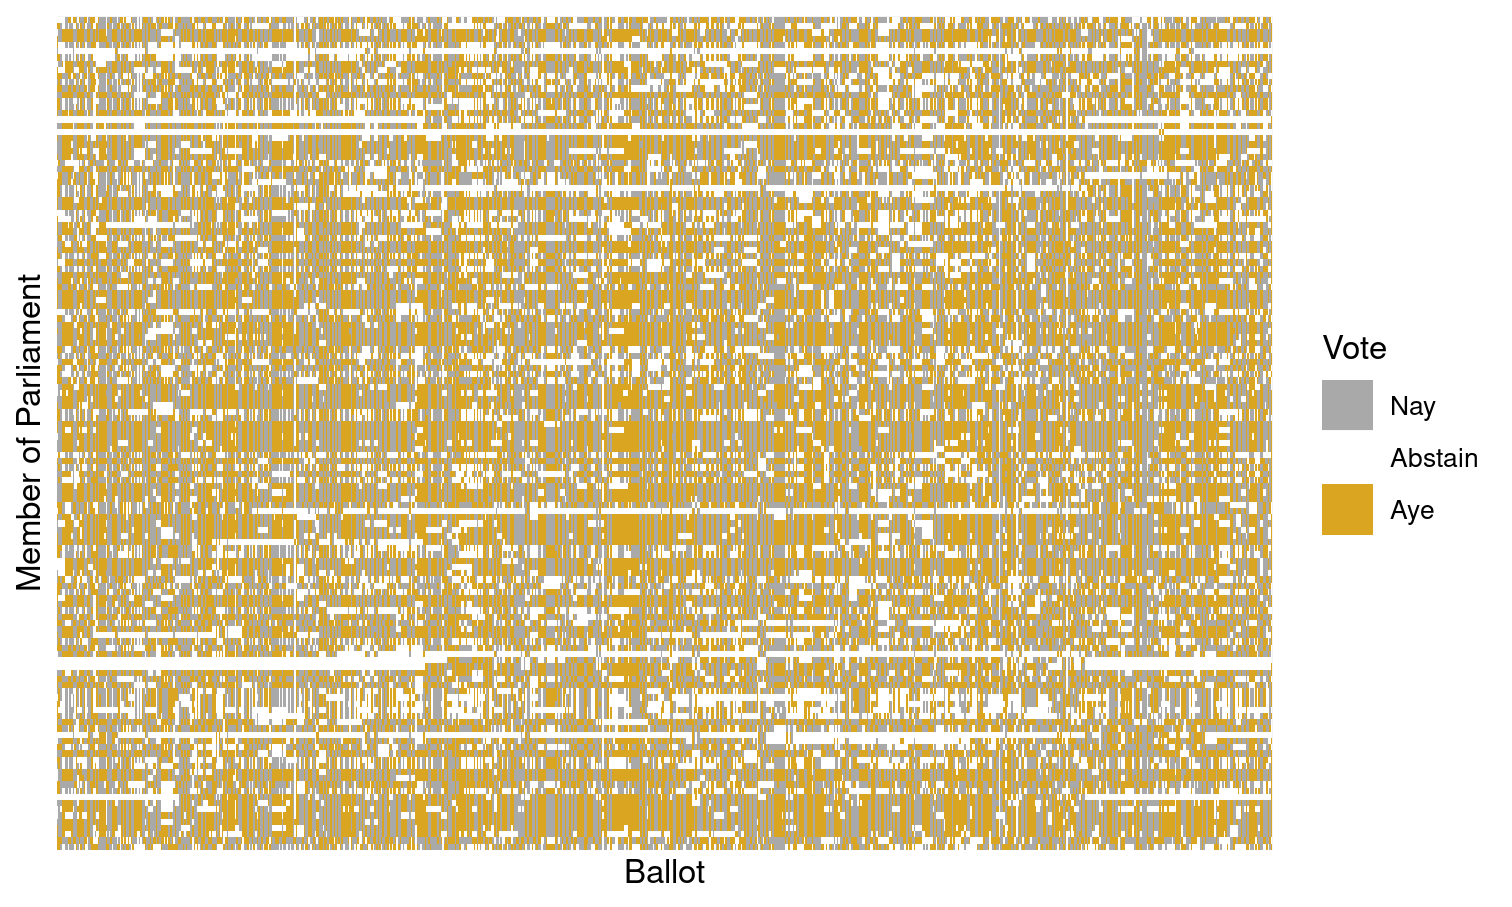 Member of Parliament
Ballot
Vote
Nay
Abstain
Aye